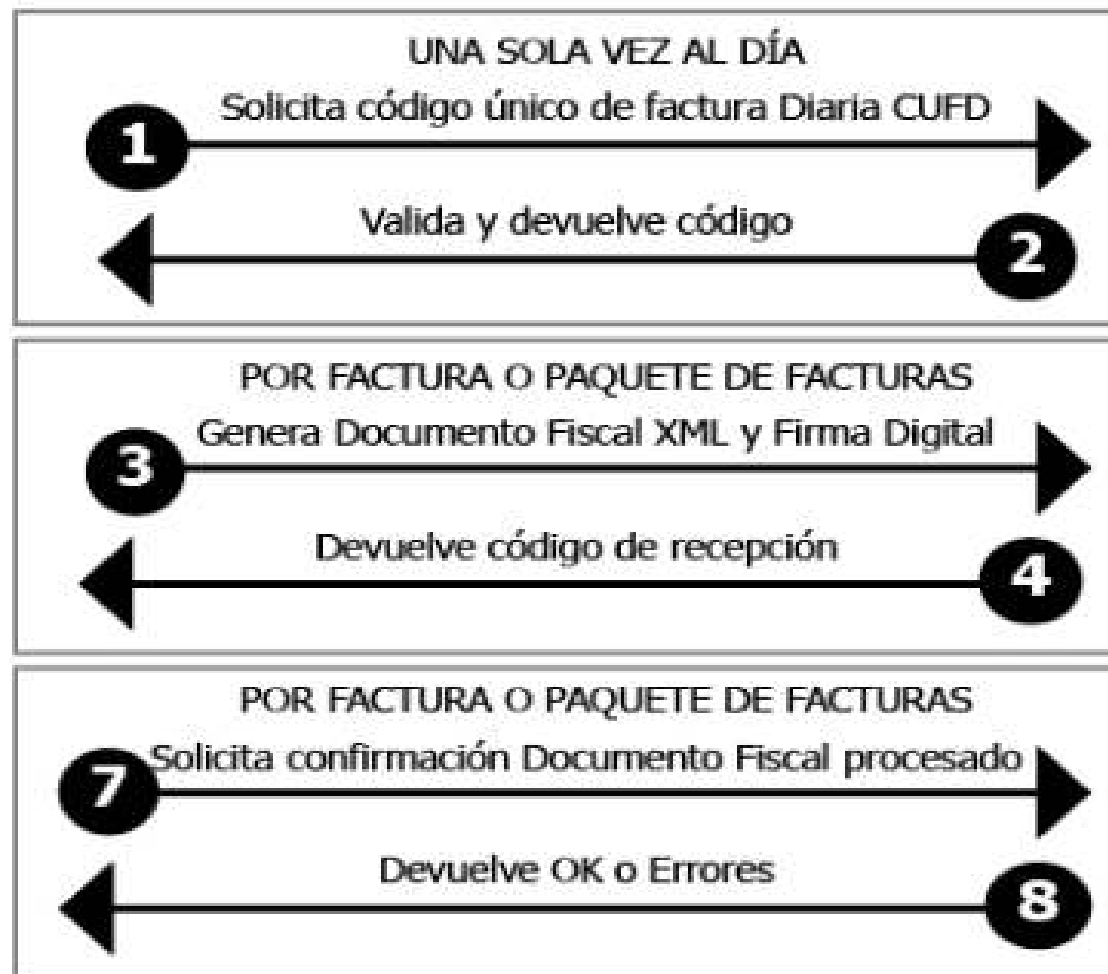 UNA SOLA VEZ AL DÍA
Solicita código único de factura Diaria CUFD
1
Valida y devuelve código
2
POR FACTURA O PAQUETE DE FACTURAS
Genera Documento Fiscal XML y Firma Digital
3
Devuelve código de recepción
4
POR FACTURA O PAQUETE DE FACTURAS
Solicita confirmación Documento Fiscal procesado
7
Devuelve OK o Errores
8